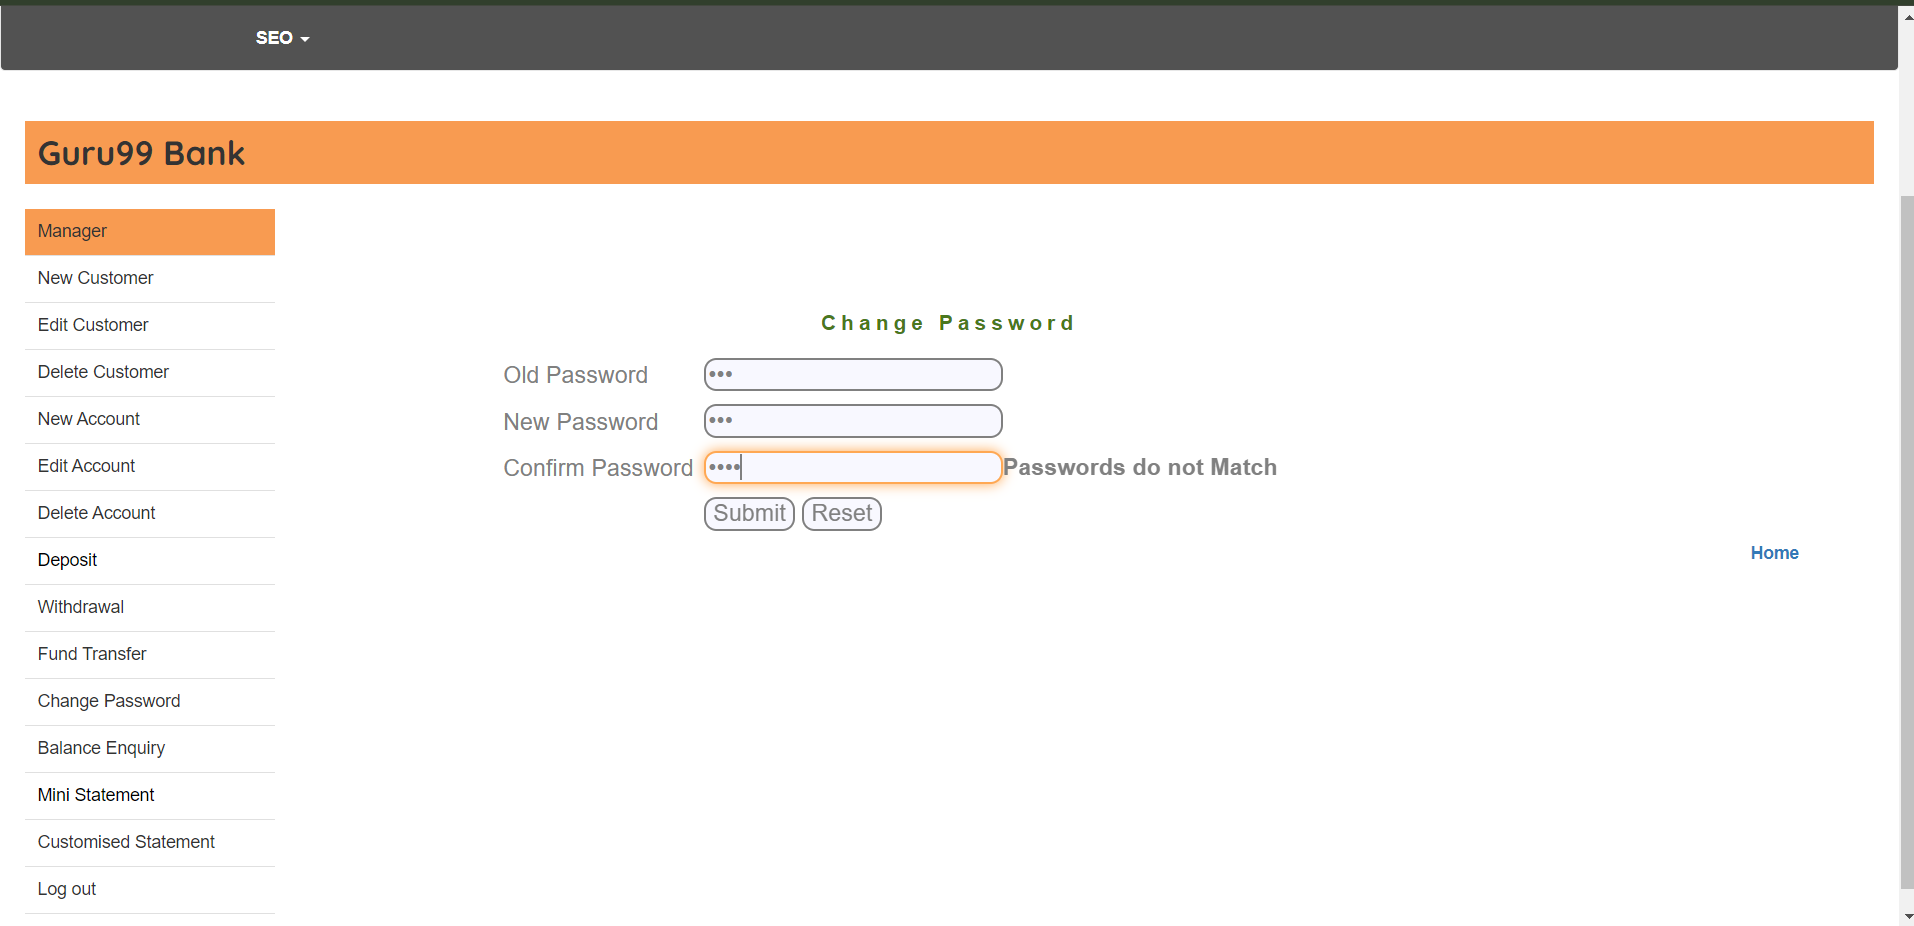 SEO
Guru99 Bank
Manager
New Customer
Edit Customer
Delete Customer
New Account
Edit Account
Delete Account
Deposit
Withdrawal
Fund Transfer
Change Password
Balance Enquiry
Mini Statement
Customised Statement
Log out
Change Password
Old Password •••
New Password •••
Confirm Password •••• Passwords do not Match
Submit Reset
Home